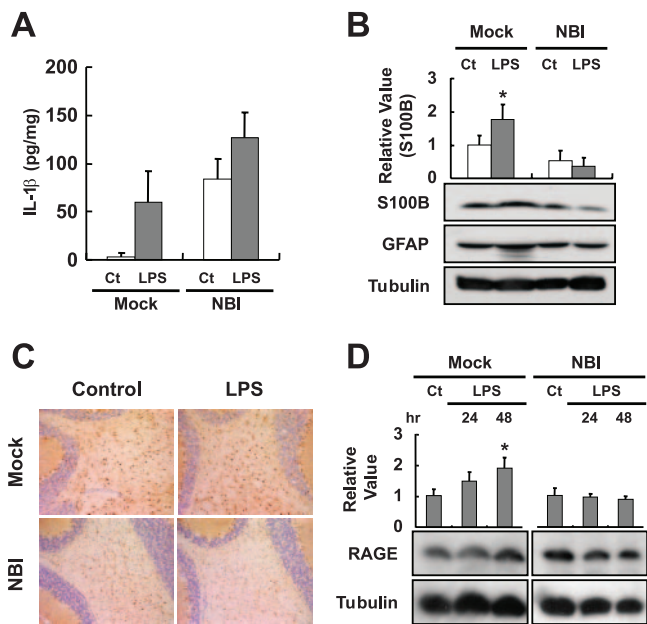 A
IL-1β (pg/mg)
200
150
100
50
0
Ct LPS Ct LPS
Mock NBI
B
Mock NBI
Ct LPS Ct LPS
Relative Value
(S100B)
3
2
1
0
*
S100B
GFAP
Tubulin
C
Control LPS
Mock
NBI
D
Mock NBI
Ct LPS Ct LPS
hr 24 48 24 48
Relative
Value
3
2
1
0
*
RAGE
Tubulin